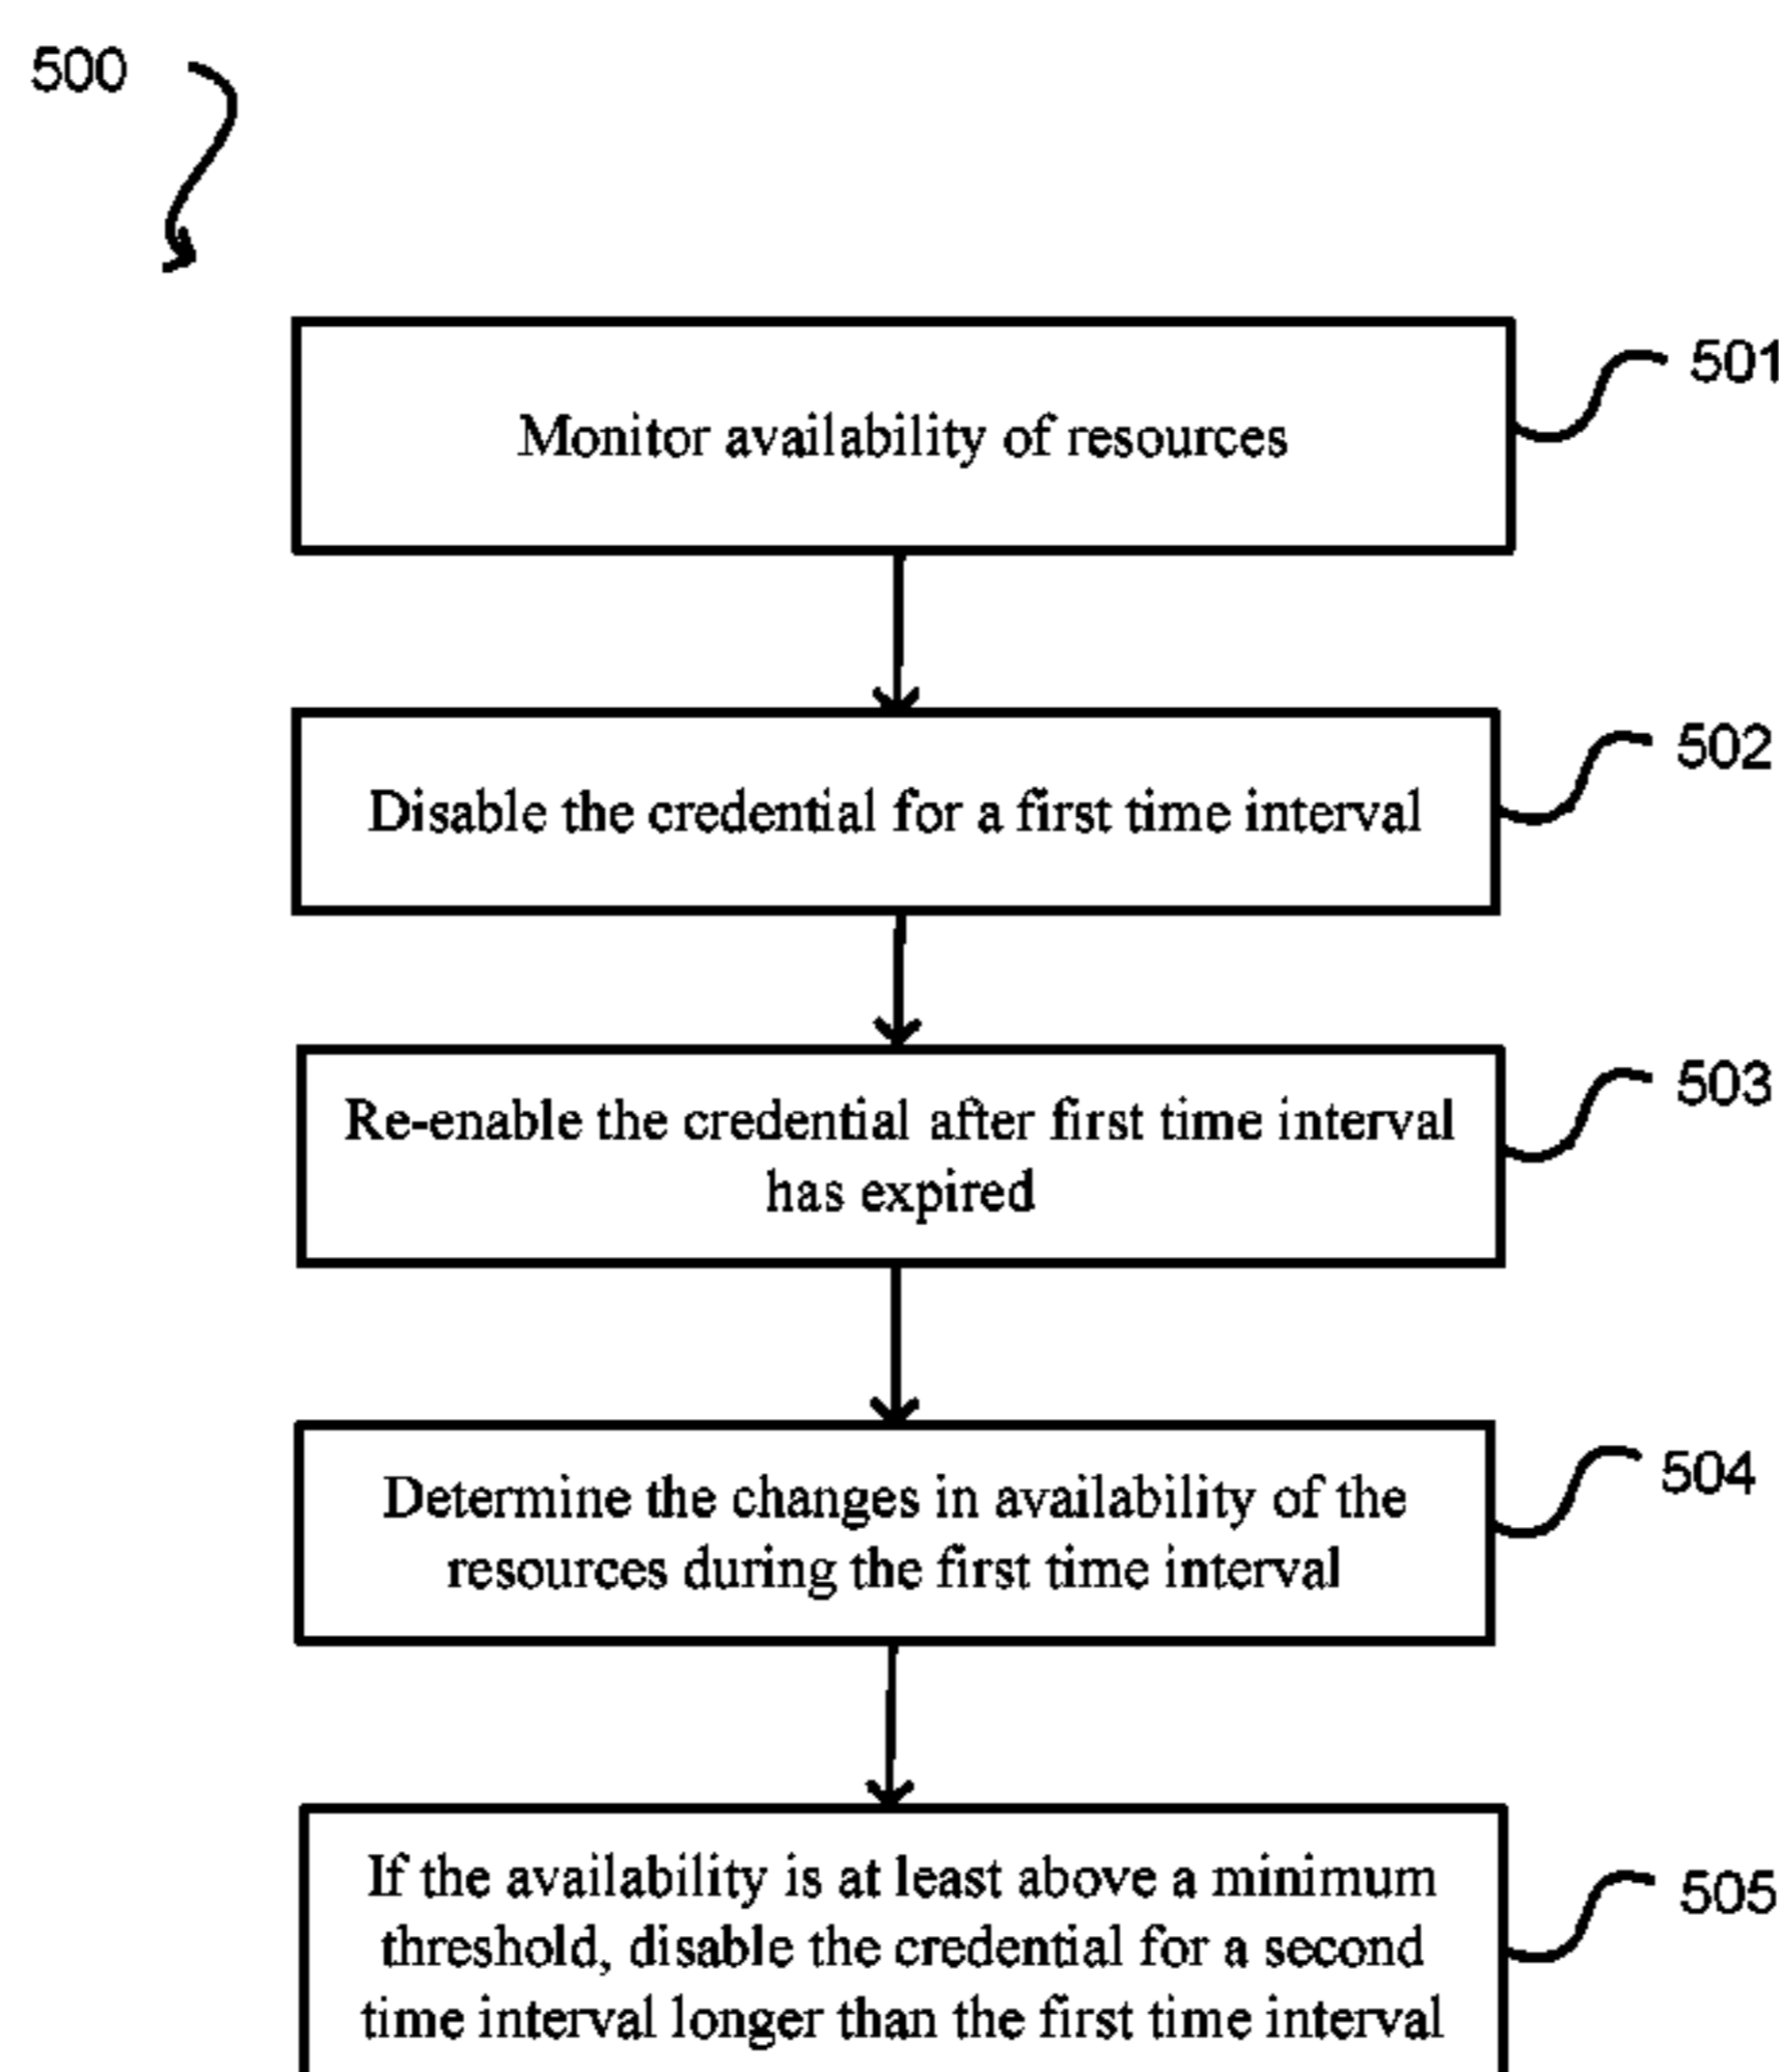 500
501
Monitor availability of resources
502
Disable the credential for a first time interval
503
Re-enable the credential after first time interval
has expired
504
Determine the changes in availability of the
resources during the first time interval
505
If the availability is at least above a minimum
threshold, disable the credential for a second
time interval longer than the first time interval